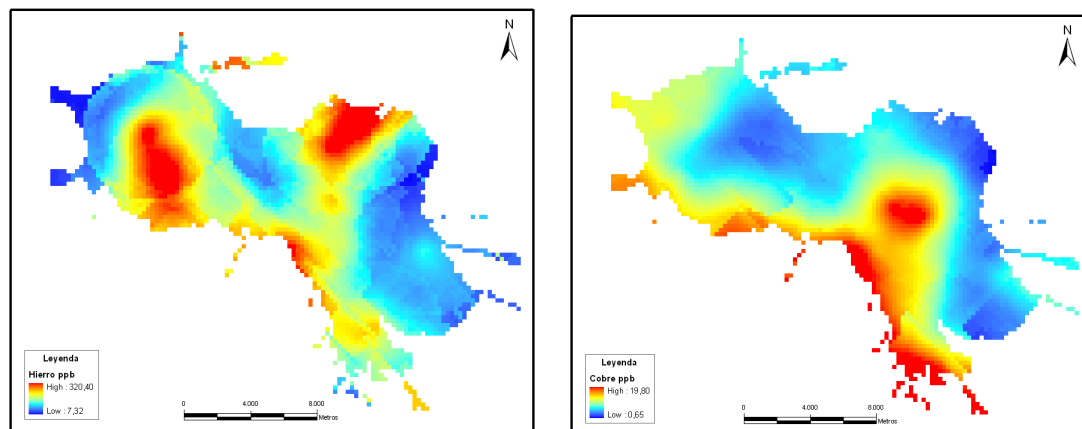 N
Leyenda
Hierro ppb
High : 320,40
Low : 7,32
0 4.000 8.000
Metros
N
Leyenda
Cobre ppb
High : 19,80
Low : 0,65
0 4.000 8.000
Metros